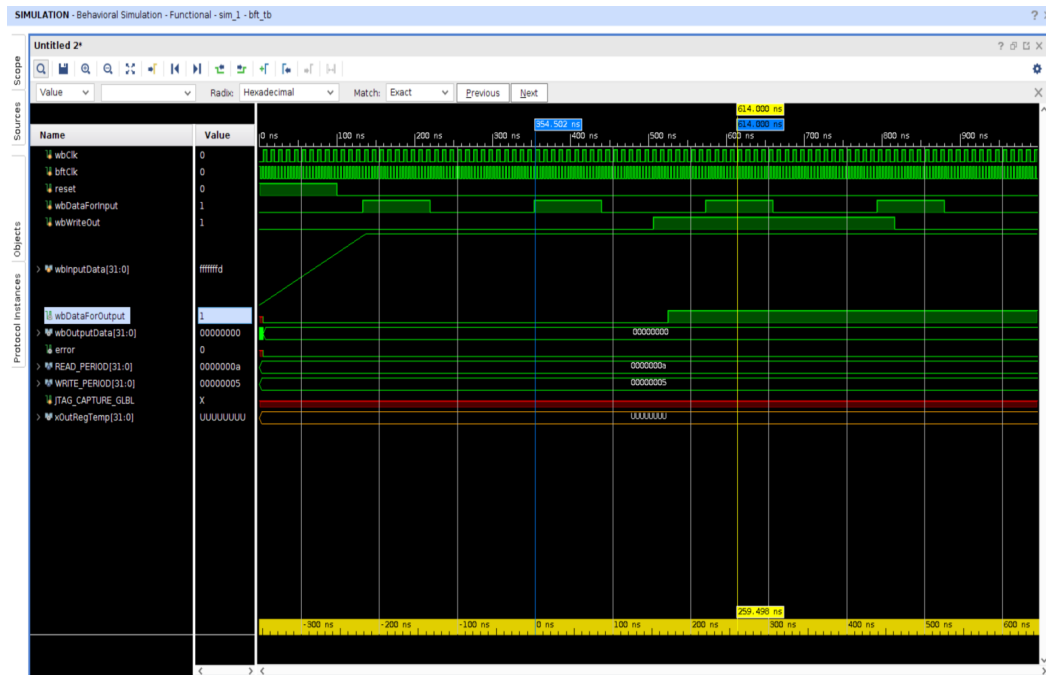 SIMULATION - Behavioral Simulation - Functional - sim_1 - bft_tb ?
Untitled 2* ?
Scope
Sources
Objects
Protocol Instances
Value Radix: Hexadecimal Match: Exact Previous Next
614.000 ns
354.502 ns 614.000 ns
Name Value 0 ns 100 ns 200 ns 300 ns 400 ns 500 ns 700 ns 800 ns 900 ns
wbClk 0
bftClk 0
reset 0
wbDataForInput 1
wbWriteOut 1
wbInputData[31:0] fffffffd
wbDataForOutput 1
wbOutputData[31:0] 00000000 00000000
error 0
READ_PERIOD[31:0] 0000000a 0000000a
WRITE_PERIOD[31:0] 00000005 00000005
JTAG_CAPTURE_GLBL X
xOutRegTemp[31:0] UUUUUUUU UUUUUUUU
259.498 ns
-300 ns -200 ns -100 ns 0 ns 100 ns 200 ns 300 ns 400 ns 500 ns 600 ns